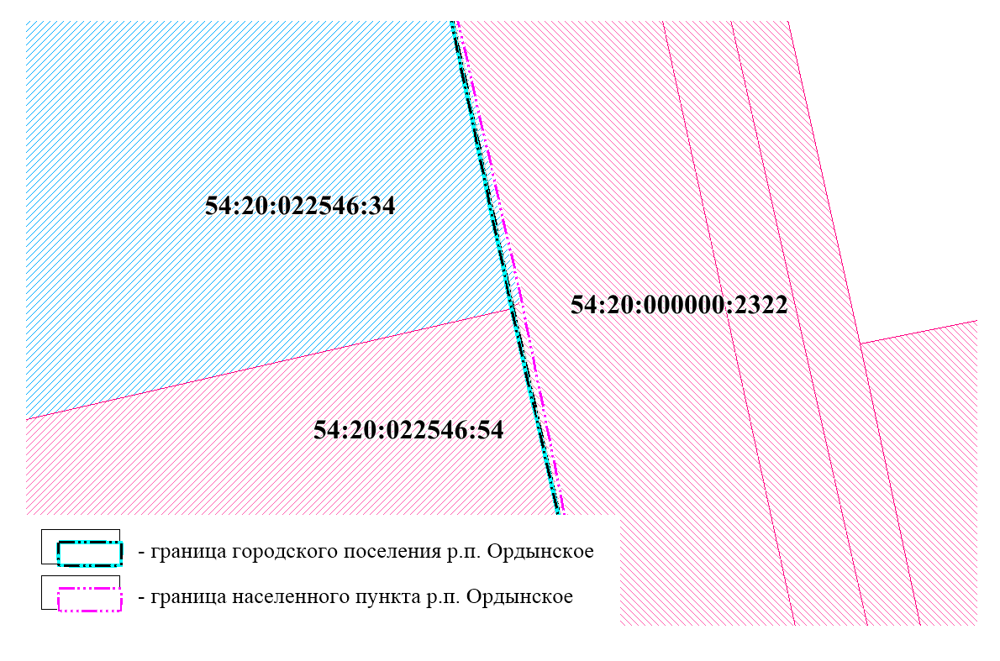 54:20:022546:34
54:20:000000:2322
54:20:022546:54
- граница городского поселения р.п. Ордынское
- граница населенного пункта р.п. Ордынское